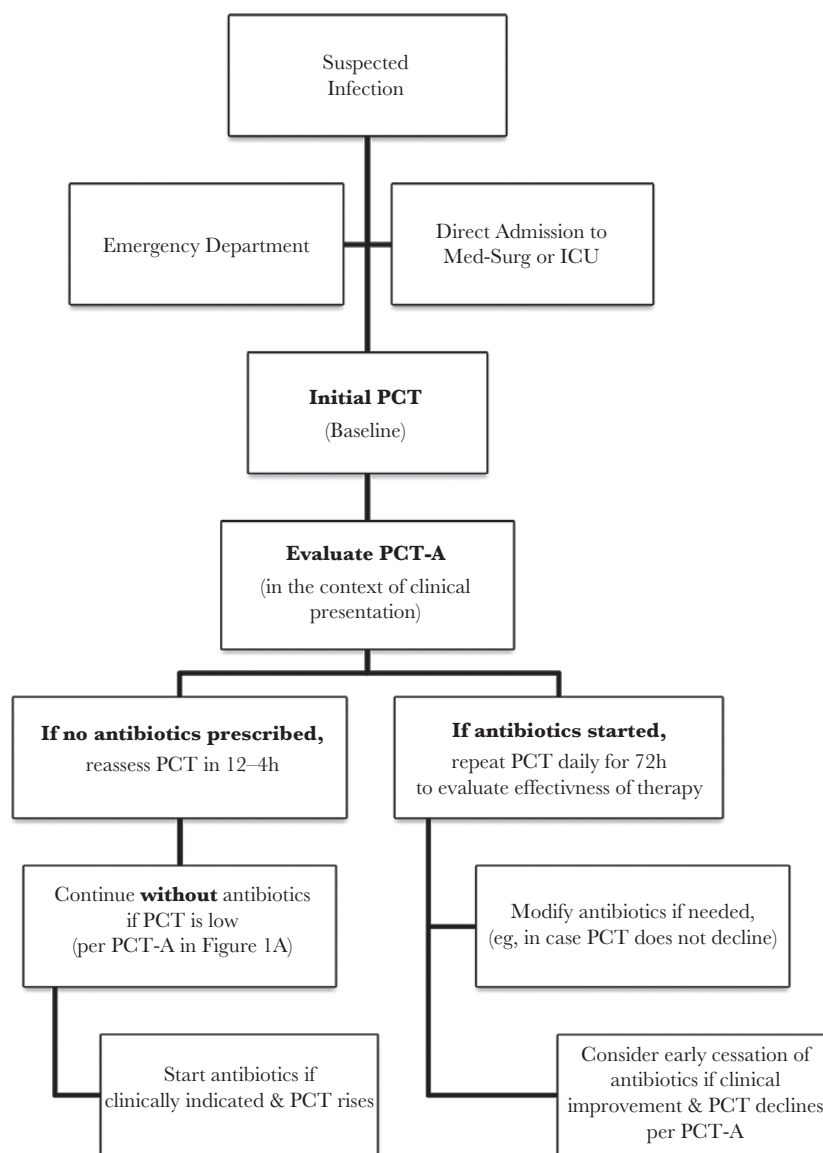 Suspected
Infection
Emergency Department
Direct Admission to
Med-Surg or ICU
Initial PCT
(Baseline)
Evaluate PCT-A
(in the context of clinical
presentation)
If no antibiotics prescribed,
reassess PCT in 12–4h
If antibiotics started,
repeat PCT daily for 72h
to evaluate effectivness of therapy
Continue without antibiotics
if PCT is low
(per PCT-A in Figure 1A)
Modify antibiotics if needed,
(eg, in case PCT does not decline)
Start antibiotics if
clinically indicated & PCT rises
Consider early cessation of
antibiotics if clinical
improvement & PCT declines
per PCT-A